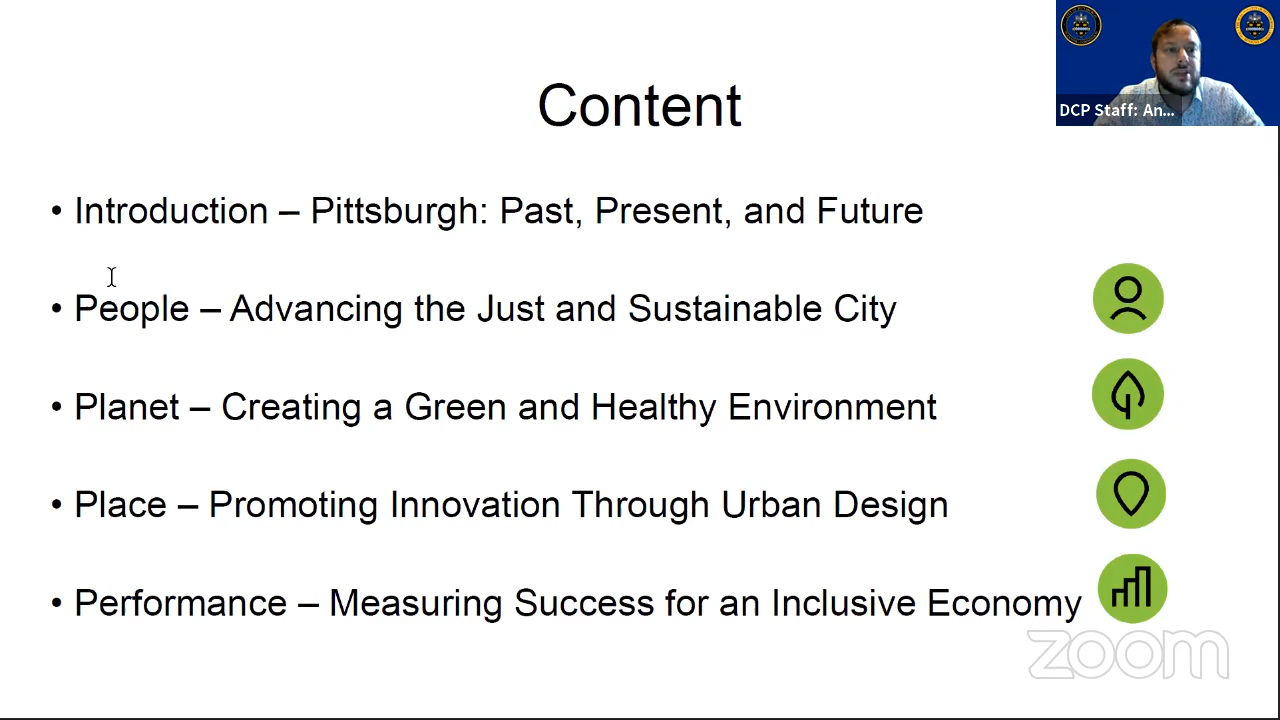 Content
DCP Staff: An...
• Introduction – Pittsburgh: Past, Present, and Future
• People – Advancing the Just and Sustainable City
• Planet – Creating a Green and Healthy Environment
• Place – Promoting Innovation Through Urban Design
• Performance – Measuring Success for an Inclusive Economy
zoom